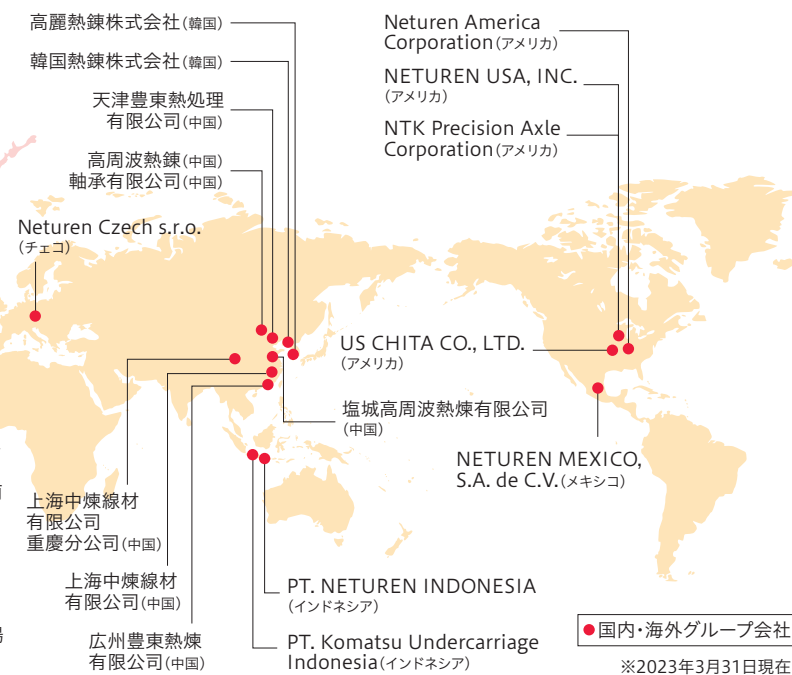 高麗熱錬株式会社(韓国)
韓国熱錬株式会社(韓国)
天津豊東熱処理
有限公司(中国)
高周波熱錬(中国)
軸承有限公司(中国)
Neturen Czech s.r.o.
(チェコ)
Neturen America
Corporation(アメリカ)
NETUREN USA, INC.
(アメリカ)
NTK Precision Axle
Corporation(アメリカ)
US CHITA CO., LTD.
(アメリカ)
塩城高周波熱煉有限公司
(中国)
NETUREN MEXICO,
S.A. de C.V.(メキシコ)
上海中煉線材
有限公司
重慶分公司(中国)
上海中煉線材
有限公司(中国)
広州豊東熱煉
有限公司(中国)
PT. NETUREN INDONESIA
(インドネシア)
PT. Komatsu Undercarriage
Indonesia(インドネシア)
●国内・海外グループ会社
※2023年3月31日現在